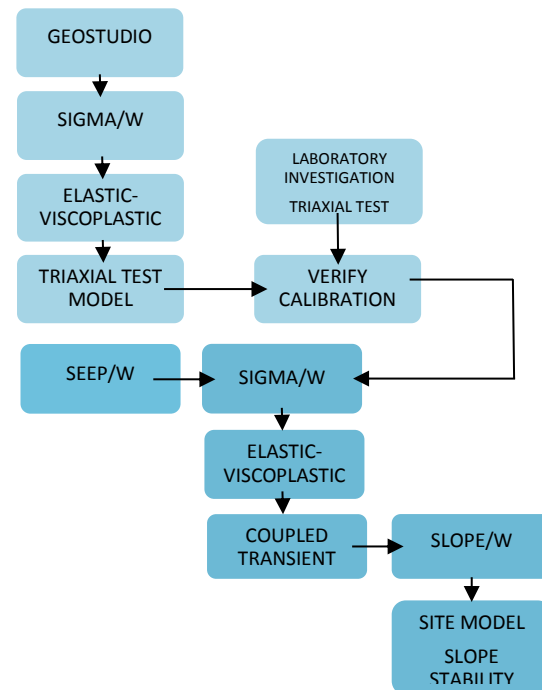 GEOSTUDIO
SIGMA/W
ELASTIC-
VISCOPLASTIC
TRIAXIAL TEST
MODEL
LABORATORY
INVESTIGATION
TRIAXIAL TEST
VERIFY
CALIBRATION
SEEP/W
SIGMA/W
ELASTIC-
VISCOPLASTIC
COUPLED
TRANSIENT
SLOPE/W
SITE MODEL
SLOPE
STABILITY